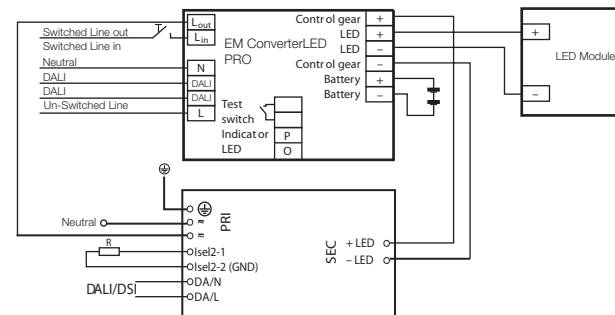 Switched Line out
Switched Line in
Neutral
DALI
DALI
Un-Switched Line
Lout
Lin
N
DALI
DALI
L
EM ConverterLED
PRO
Test
switch
Indicator
LED
P
O
Control gear +
LED +
LED –
Control gear –
Battery +
Battery –
+
–
LED Module
Neutral
PRI
R
Isel2-1
Isel2-2 (GND)
DALI/DSI
DA/N
DA/L
SEC
+ LED
– LED